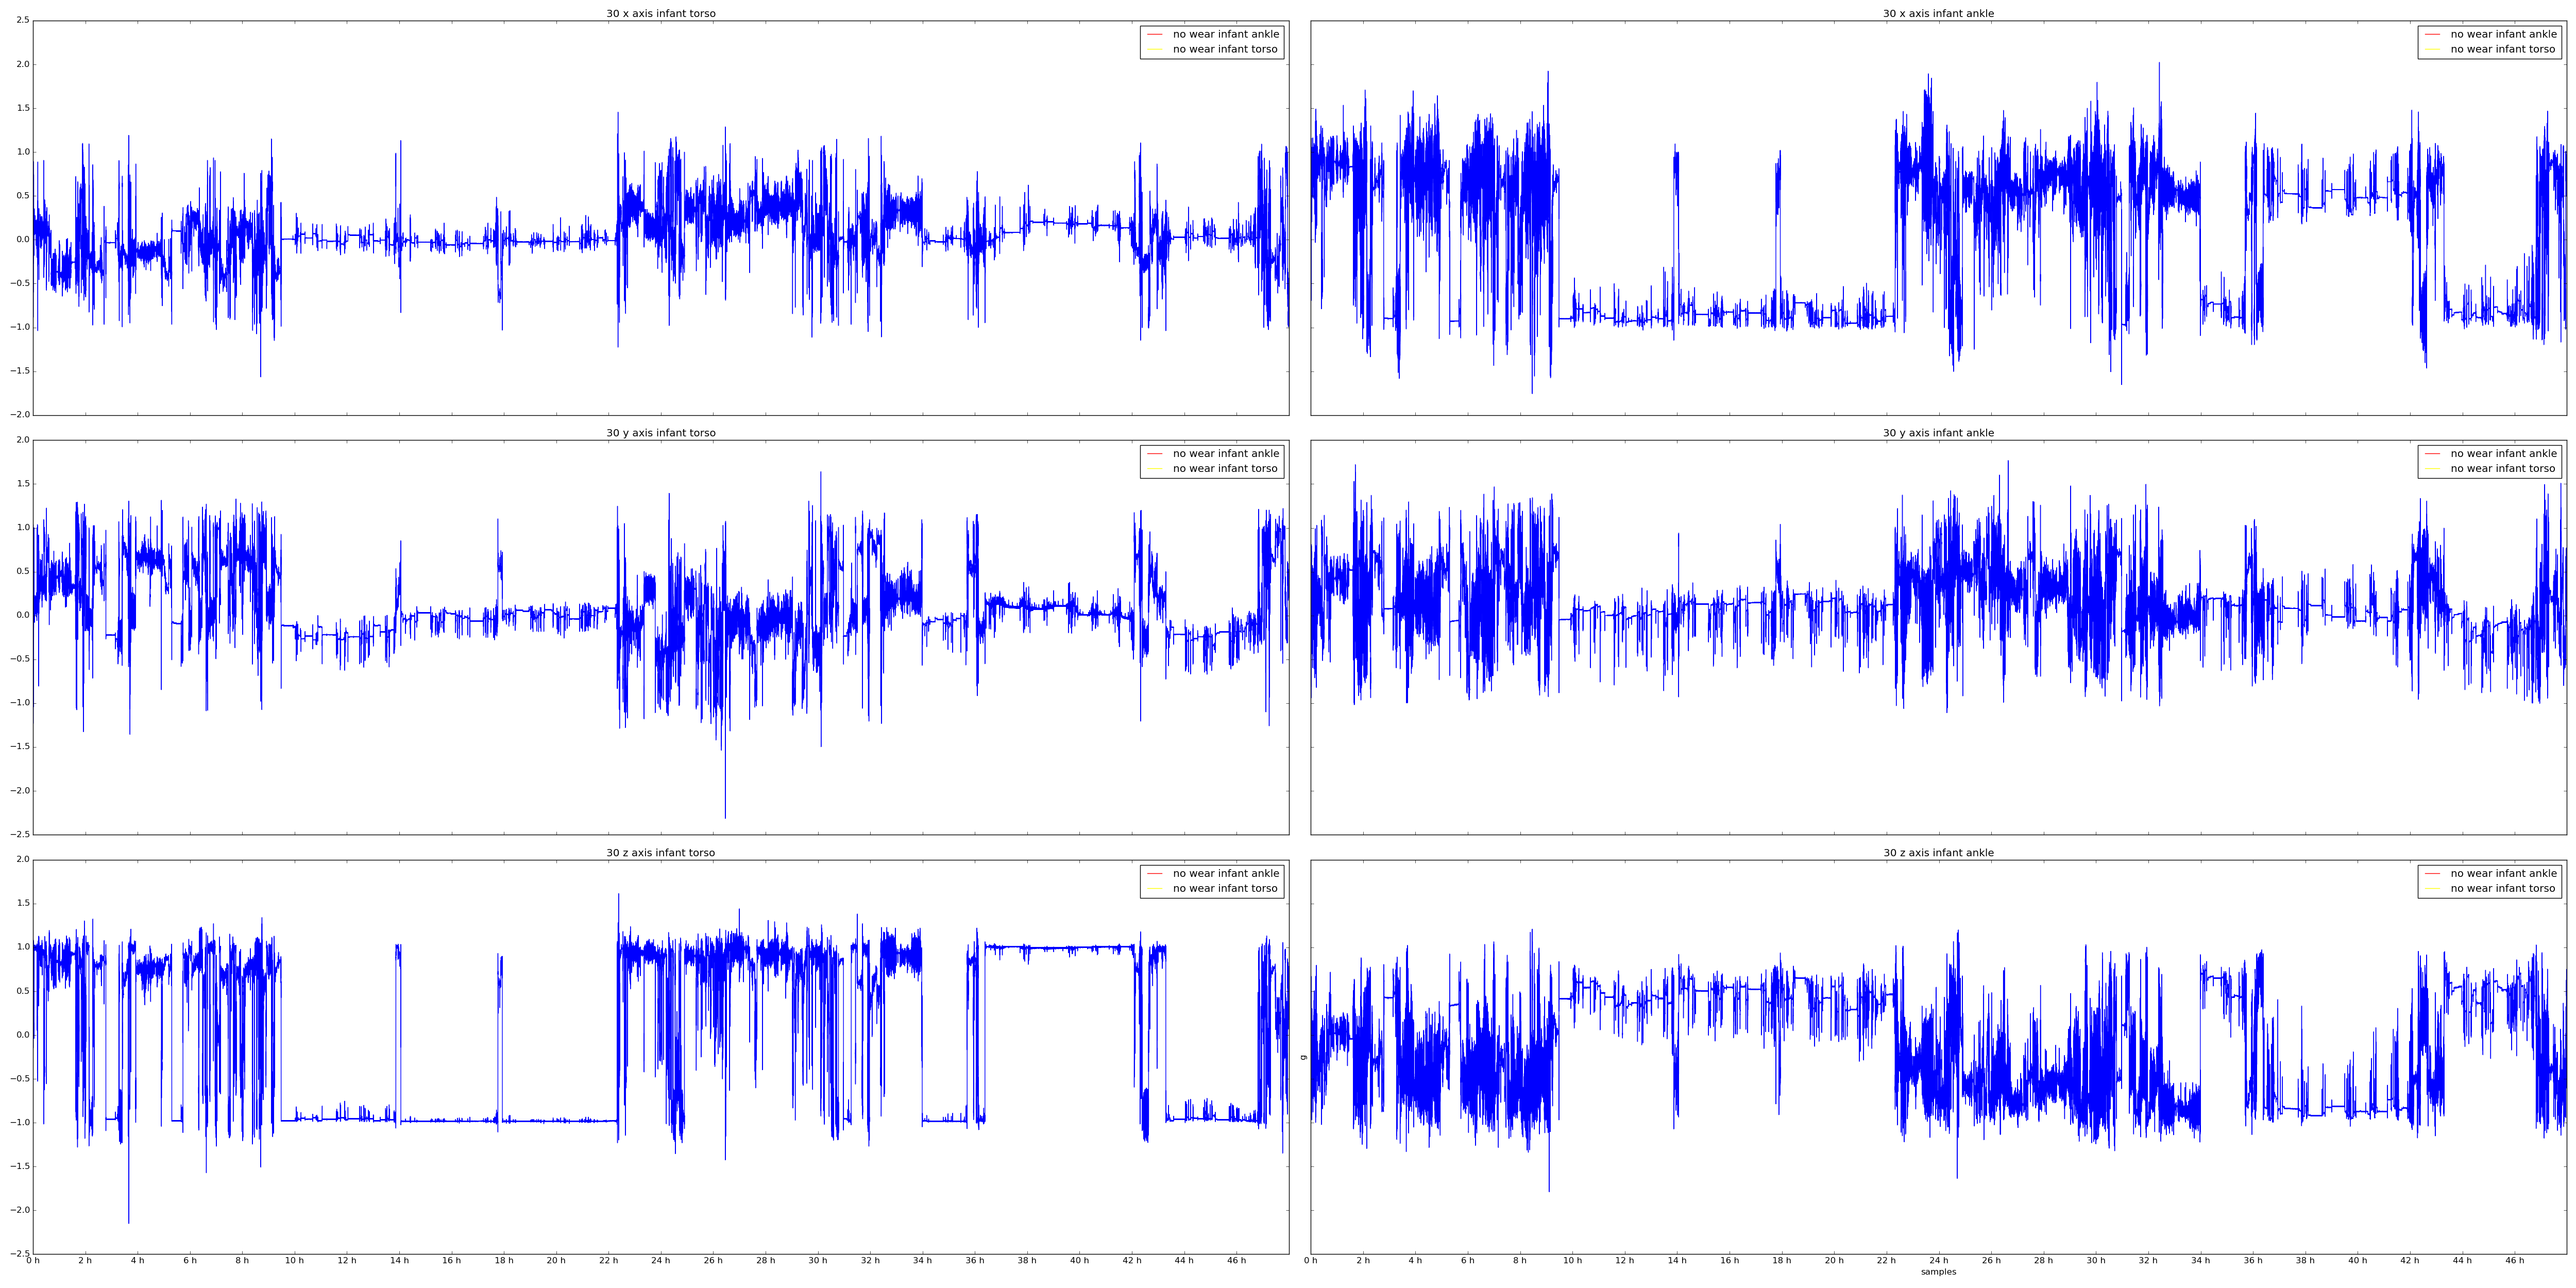 30 x axis infant torso
30 x axis infant ankle
2.5
2.0
1.5
1.0
0.5
0.0
−0.5
−1.0
−1.5
−2.0
no wear infant ankle
no wear infant torso
no wear infant ankle
no wear infant torso
30 y axis infant torso
30 y axis infant ankle
2.0
1.5
1.0
0.5
0.0
−0.5
−1.0
−1.5
−2.0
−2.5
no wear infant ankle
no wear infant torso
no wear infant ankle
no wear infant torso
30 z axis infant torso
30 z axis infant ankle
2.0
1.5
1.0
0.5
0.0
−0.5
−1.0
−1.5
−2.0
−2.5
no wear infant ankle
no wear infant torso
g
no wear infant ankle
no wear infant torso
0 h 2 h 4 h 6 h 8 h 10 h 12 h 14 h 16 h 18 h 20 h 22 h 24 h 26 h 28 h 30 h 32 h 34 h 36 h 38 h 40 h 42 h 44 h 46 h
0 h 2 h 4 h 6 h 8 h 10 h 12 h 14 h 16 h 18 h 20 h 22 h 24 h 26 h 28 h 30 h 32 h 34 h 36 h 38 h 40 h 42 h 44 h 46 h
samples